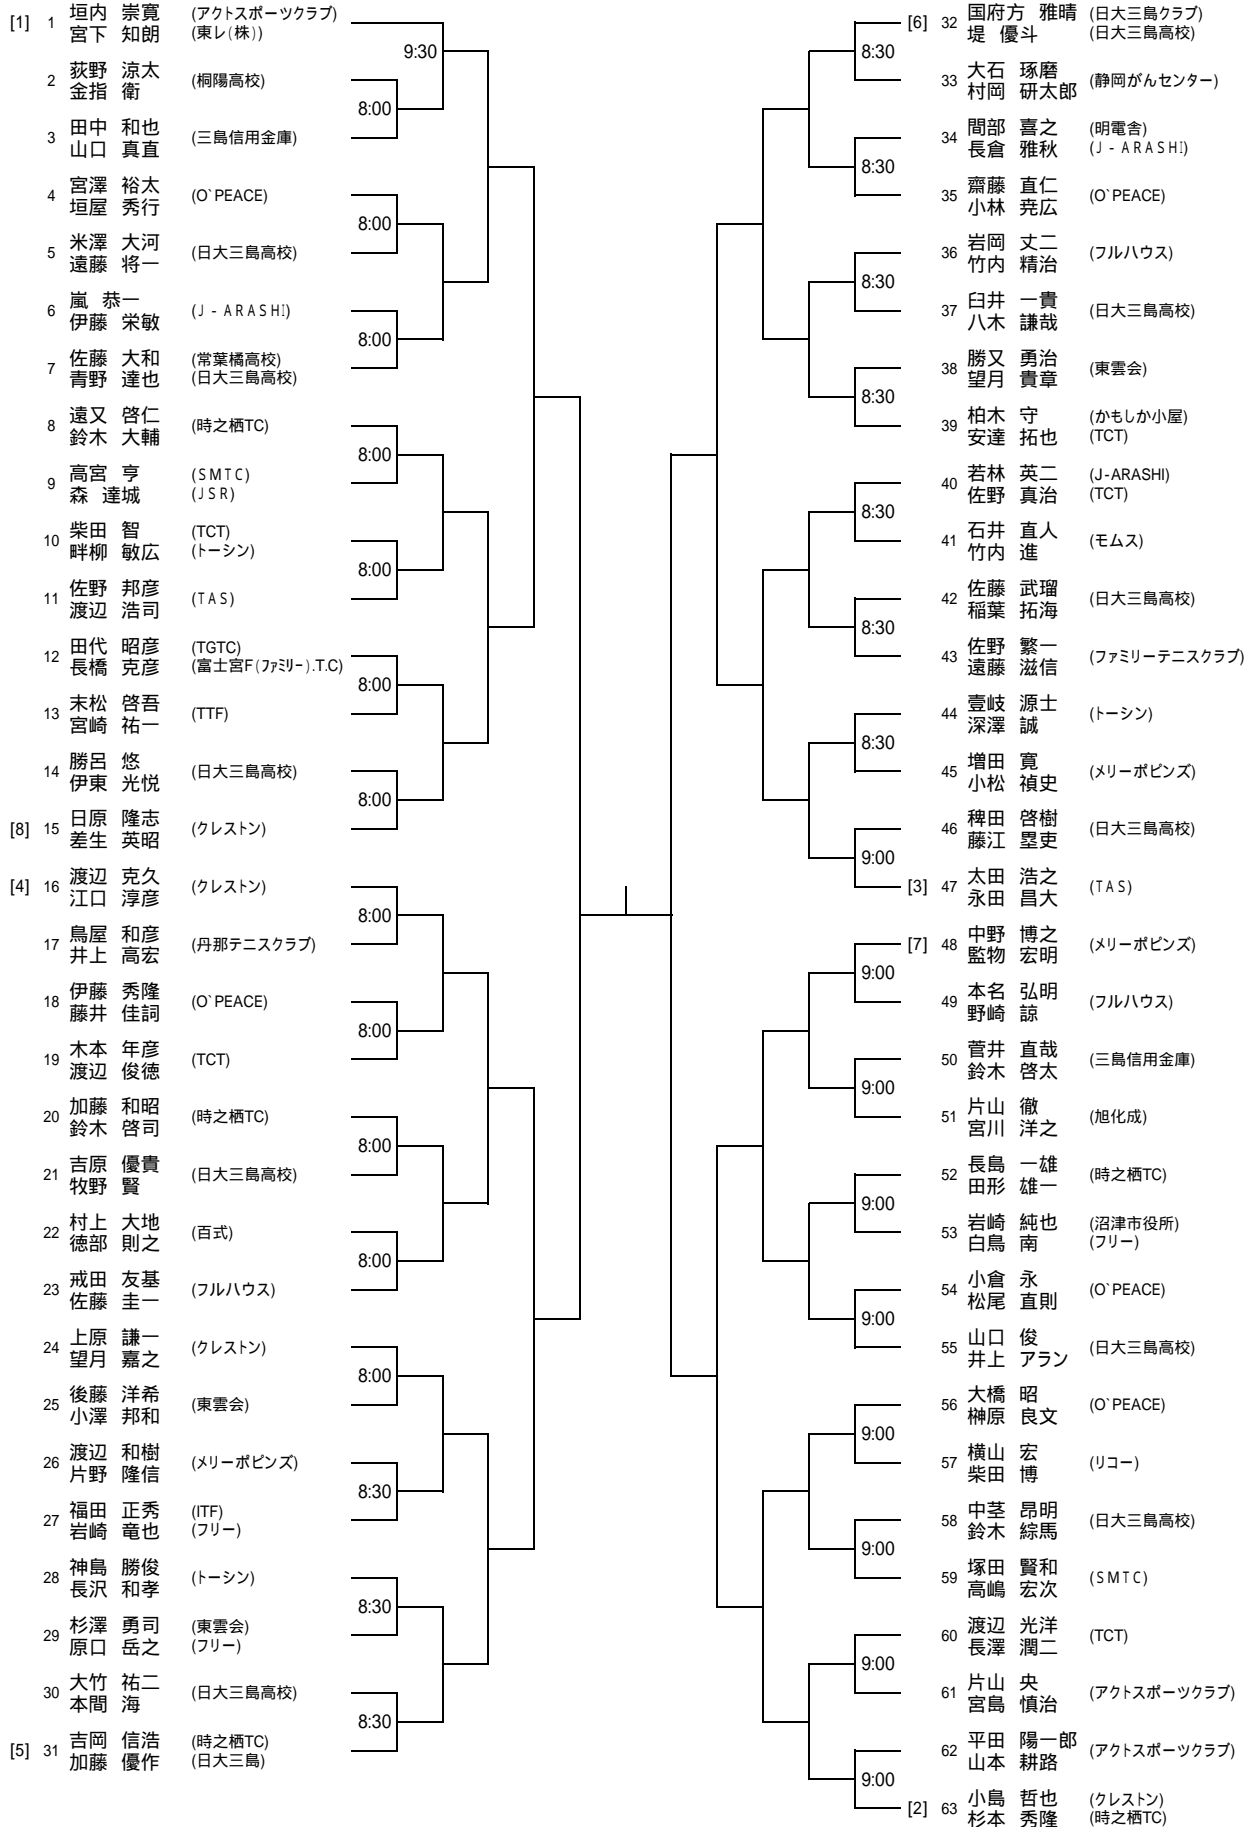 [1] 1 垣内 崇寛 (アクトスポーツクラブ)
宮下 知朗 (東レ(株))
9:30
2 荻野 涼太 (桐陽高校)
金指 衛
8:00
3 田中 和也 (三島信用金庫)
山口 真直
4 宮澤 裕太 (O`PEACE)
垣屋 秀行
8:00
5 米澤 大河 (日大三島高校)
遠藤 将一
6 嵐 恭一 (J-ARASHI)
伊藤 栄敏
8:00
7 佐藤 大和 (常葉橘高校)
青野 達也 (日大三島高校)
8 遠又 啓仁 (時之栖TC)
鈴木 大輔
8:00
9 高宮 亨 (SMTC)
森 達城 (JSR)
10 柴田 智 (TCT)
畔柳 敏広 (トーシン)
8:00
11 佐野 邦彦 (TAS)
渡辺 浩司
12 田代 昭彦 (TGTC)
長橋 克彦 (富士宮F(ファミリー).T.C)
8:00
13 末松 啓吾 (TTF)
宮崎 祐一
14 勝呂 悠 (日大三島高校)
伊東 光悦
8:00
[8] 15 日原 隆志 (クレストン)
差生 英昭
[4] 16 渡辺 克久 (クレストン)
江口 淳彦
8:00
17 鳥屋 和彦 (丹那テニスクラブ)
井上 高宏
18 伊藤 秀隆 (O`PEACE)
藤井 佳詞
8:00
19 木本 年彦 (TCT)
渡辺 俊徳
20 加藤 和昭 (時之栖TC)
鈴木 啓司
8:00
21 吉原 優貴 (日大三島高校)
牧野 賢
22 村上 大地 (百式)
徳部 則之
8:00
23 戒田 友基 (フルハウス)
佐藤 圭一
24 上原 謙一 (クレストン)
望月 嘉之
8:00
25 後藤 洋希 (東雲会)
小澤 邦和
26 渡辺 和樹 (メリーポピンズ)
片野 隆信
8:30
27 福田 正秀 (ITF)
岩崎 竜也 (フリー)
28 神島 勝俊 (トーシン)
長沢 和孝
8:30
29 杉澤 勇司 (東雲会)
原口 岳之 (フリー)
30 大竹 祐二 (日大三島高校)
本間 海
8:30
[5] 31 吉岡 信浩 (時之栖TC)
加藤 優作 (日大三島)
[6] 32 国府方 雅晴 (日大三島クラブ)
堤 優斗 (日大三島高校)
8:30
33 大石 琢磨 (静岡がんセンター)
村岡 研太郎
34 間部 喜之 (明電舎)
長倉 雅秋 (J-ARASHI)
8:30
35 齋藤 直仁 (O`PEACE)
小林 尭広
36 岩岡 丈二 (フルハウス)
竹内 精治
8:30
37 臼井 一貴 (日大三島高校)
八木 謙哉
38 勝又 勇治 (東雲会)
望月 貴章
8:30
39 柏木 守 (かもしか小屋)
安達 拓也 (TCT)
40 若林 英二 (J-ARASHI)
佐野 真治 (TCT)
8:30
41 石井 直人 (モムス)
竹内 進
42 佐藤 武瑠 (日大三島高校)
稲葉 拓海
8:30
43 佐野 繁一 (ファミリーテニスクラブ)
遠藤 滋信
44 壹岐 源士 (トーシン)
深澤 誠
8:30
45 増田 寛 (メリーポピンズ)
小松 禎史
46 稗田 啓樹 (日大三島高校)
藤江 塁吏
9:00
[3] 47 太田 浩之 (TAS)
永田 昌大
[7] 48 中野 博之 (メリーポピンズ)
監物 宏明
9:00
49 本名 弘明 (フルハウス)
野崎 諒
50 菅井 直哉 (三島信用金庫)
鈴木 啓太
9:00
51 片山 徹 (旭化成)
宮川 洋之
52 長島 一雄 (時之栖TC)
田形 雄一
9:00
53 岩崎 純也 (沼津市役所)
白鳥 南 (フリー)
54 小倉 永 (O`PEACE)
松尾 直則
9:00
55 山口 俊 (日大三島高校)
井上 アラン
56 大橋 昭 (O`PEACE)
榊原 良文
9:00
57 横山 宏 (リコー)
柴田 博
58 中茎 昂明 (日大三島高校)
鈴木 綜馬
9:00
59 塚田 賢和 (SMTC)
高嶋 宏次
60 渡辺 光洋 (TCT)
長澤 潤二
9:00
61 片山 央 (アクトスポーツクラブ)
宮島 慎治
62 平田 陽一郎 (アクトスポーツクラブ)
山本 耕路
9:00
[2] 63 小島 哲也 (クレストン)
杉本 秀隆 (時之栖TC)